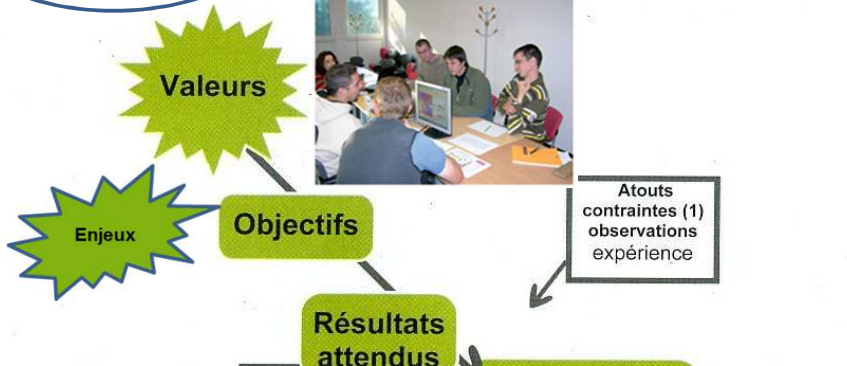 Valeurs
Enjeux
Objectifs
Atouts
contraintes (1)
observations
expérience
Résultats
attendus